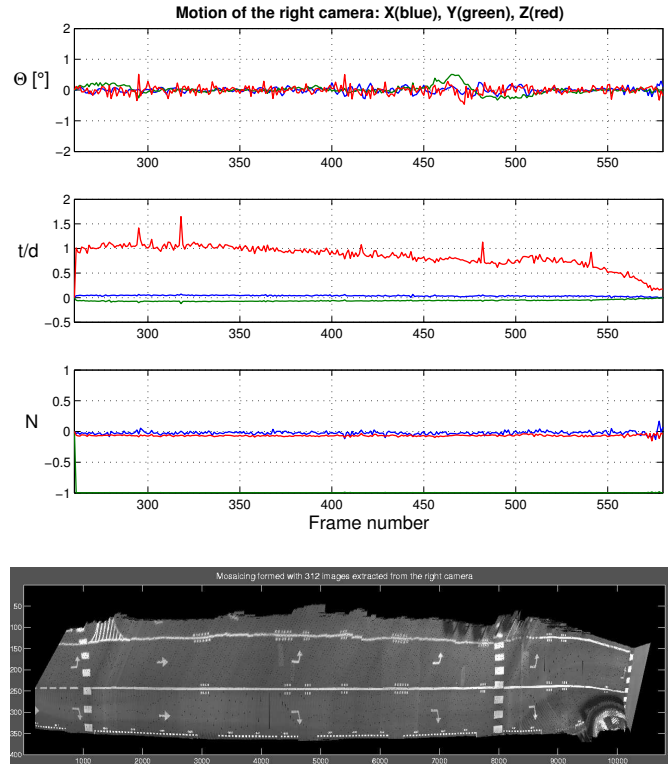 Motion of the right camera: X(blue), Y(green), Z(red)
2
1
Θ [°]
0
−1
−2
300 350 400 450 500 550
2
1.5
1
t/d
0.5
0
−0.5
300 350 400 450 500 550
1
0.5
N
0
−0.5
−1
300 350 400 450 500 550
Frame number
Mosaicing formed with 312 images extracted from the right camera
50
100
150
200
250
300
350
400
1000 2000 3000 4000 5000 6000 7000 8000 9000 10000